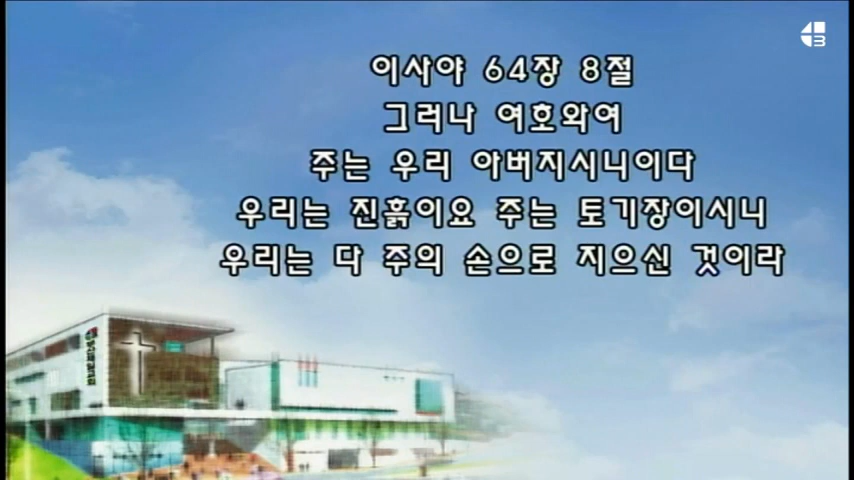 이사야 64장 8절
그러나 여호와여
주는 우리 아버지시니이다
우리는 진흙이요 주는 토기장이시니
우리는 다 주의 손으로 지으신 것이라
3